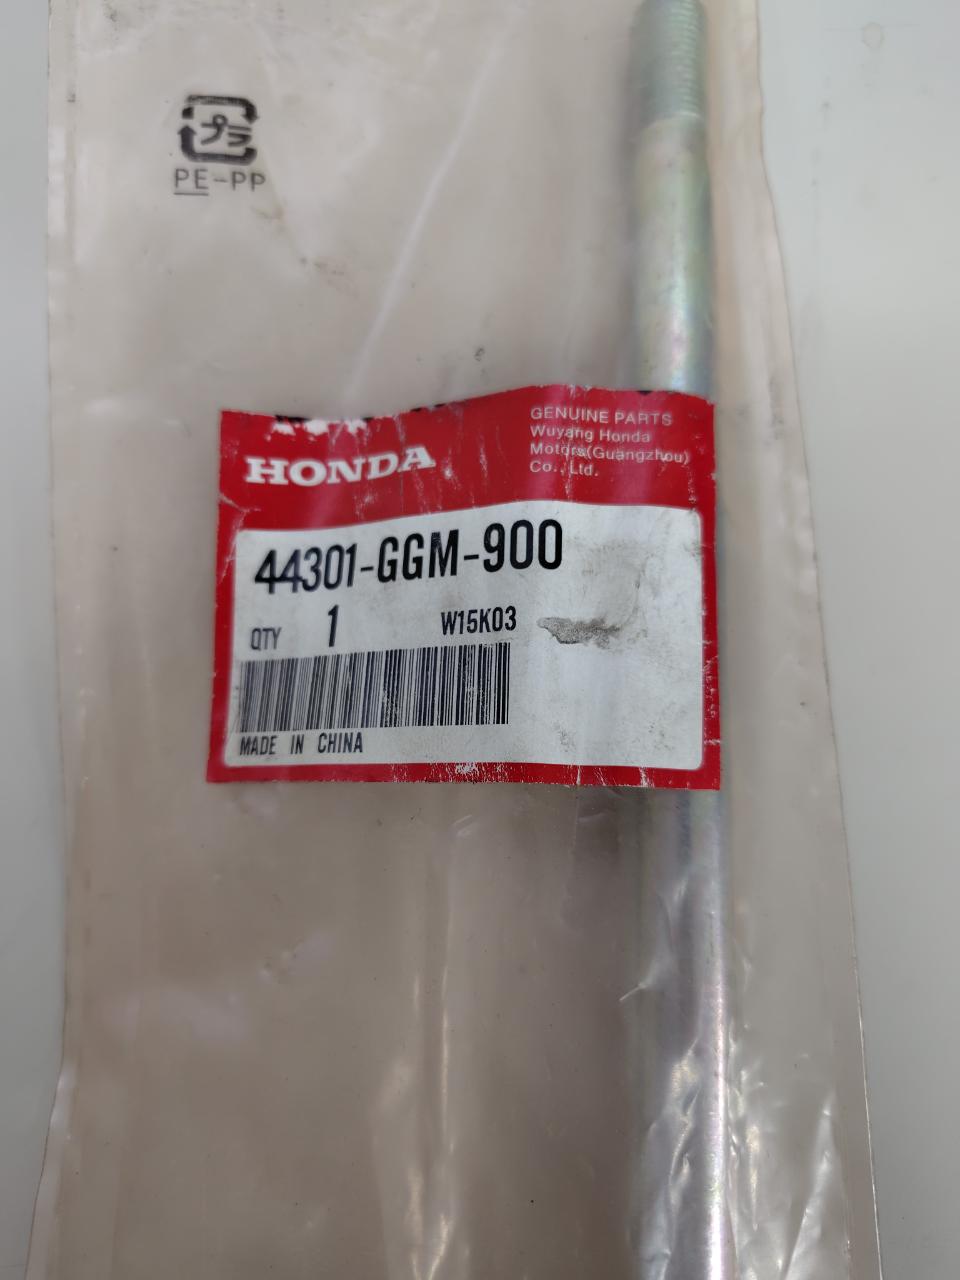 プラ
PE-PP
HONDA
GENUINE PARTS
Wuyang Honda
Motors(Guangzhou)
Co., Ltd.
44301-GGM-900
QTY 1 W15K03
MADE IN CHINA